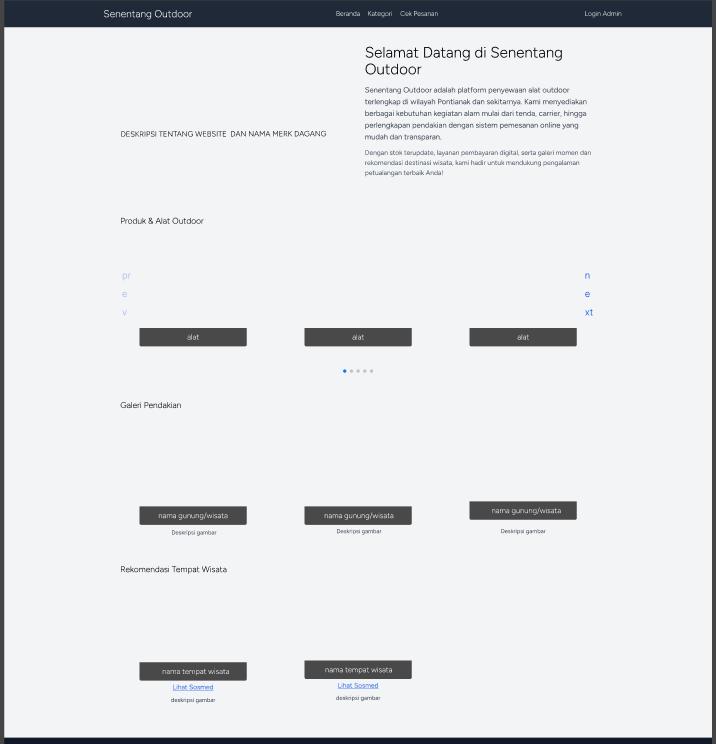 Senentang Outdoor
Beranda Kategori Cek Pesanan
Login Admin
Selamat Datang di Senentang
Outdoor
Senentang Outdoor adalah platform penyewaan alat outdoor
terlengkap di wilayah Pontianak dan sekitarnya. Kami menyediakan
berbagai kebutuhan kegiatan alam mulai dari tenda, carrier, hingga
perlengkapan pendakian dengan sistem pemesanan online yang
mudah dan transparan.
Dengan stok terupdate, layanan pembayaran digital, serta galeri momen dan
rekomendasi destinasi wisata, kami hadir untuk mendukung pengalaman
petualangan terbaik Anda!
DESKRIPSI TENTANG WEBSITE DAN NAMA MERK DAGANG
Produk & Alat Outdoor
pr
e
v
n
e
xt
alat
alat
alat
Galeri Pendakian
nama gunung/wisata
nama gunung/wisata
nama gunung/wisata
Deseripsi gambar
Deskripsi gambar
Deskripsi gambar
Rekomendasi Tempat Wisata
nama tempat wisata
nama tempat wisata
Lihat Sosmed
Lihat Sosmed
deskripsi gambar
deskripsi gambar